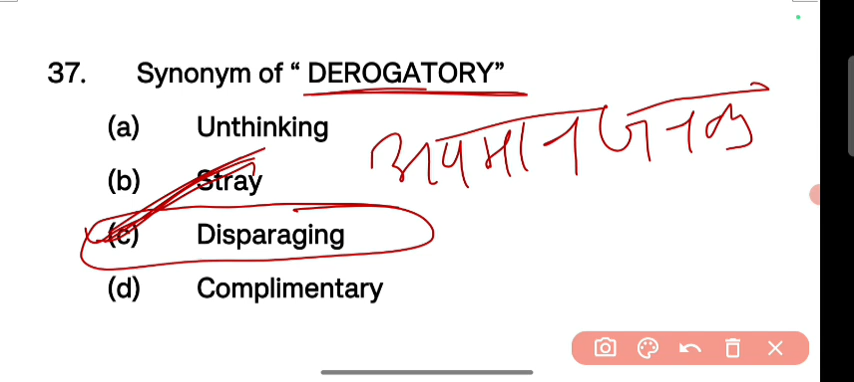 37. Synonym of “ DEROGATORY”
(a) Unthinking
अपमानजनक
(b) Stray
(c) Disparaging
(d) Complimentary